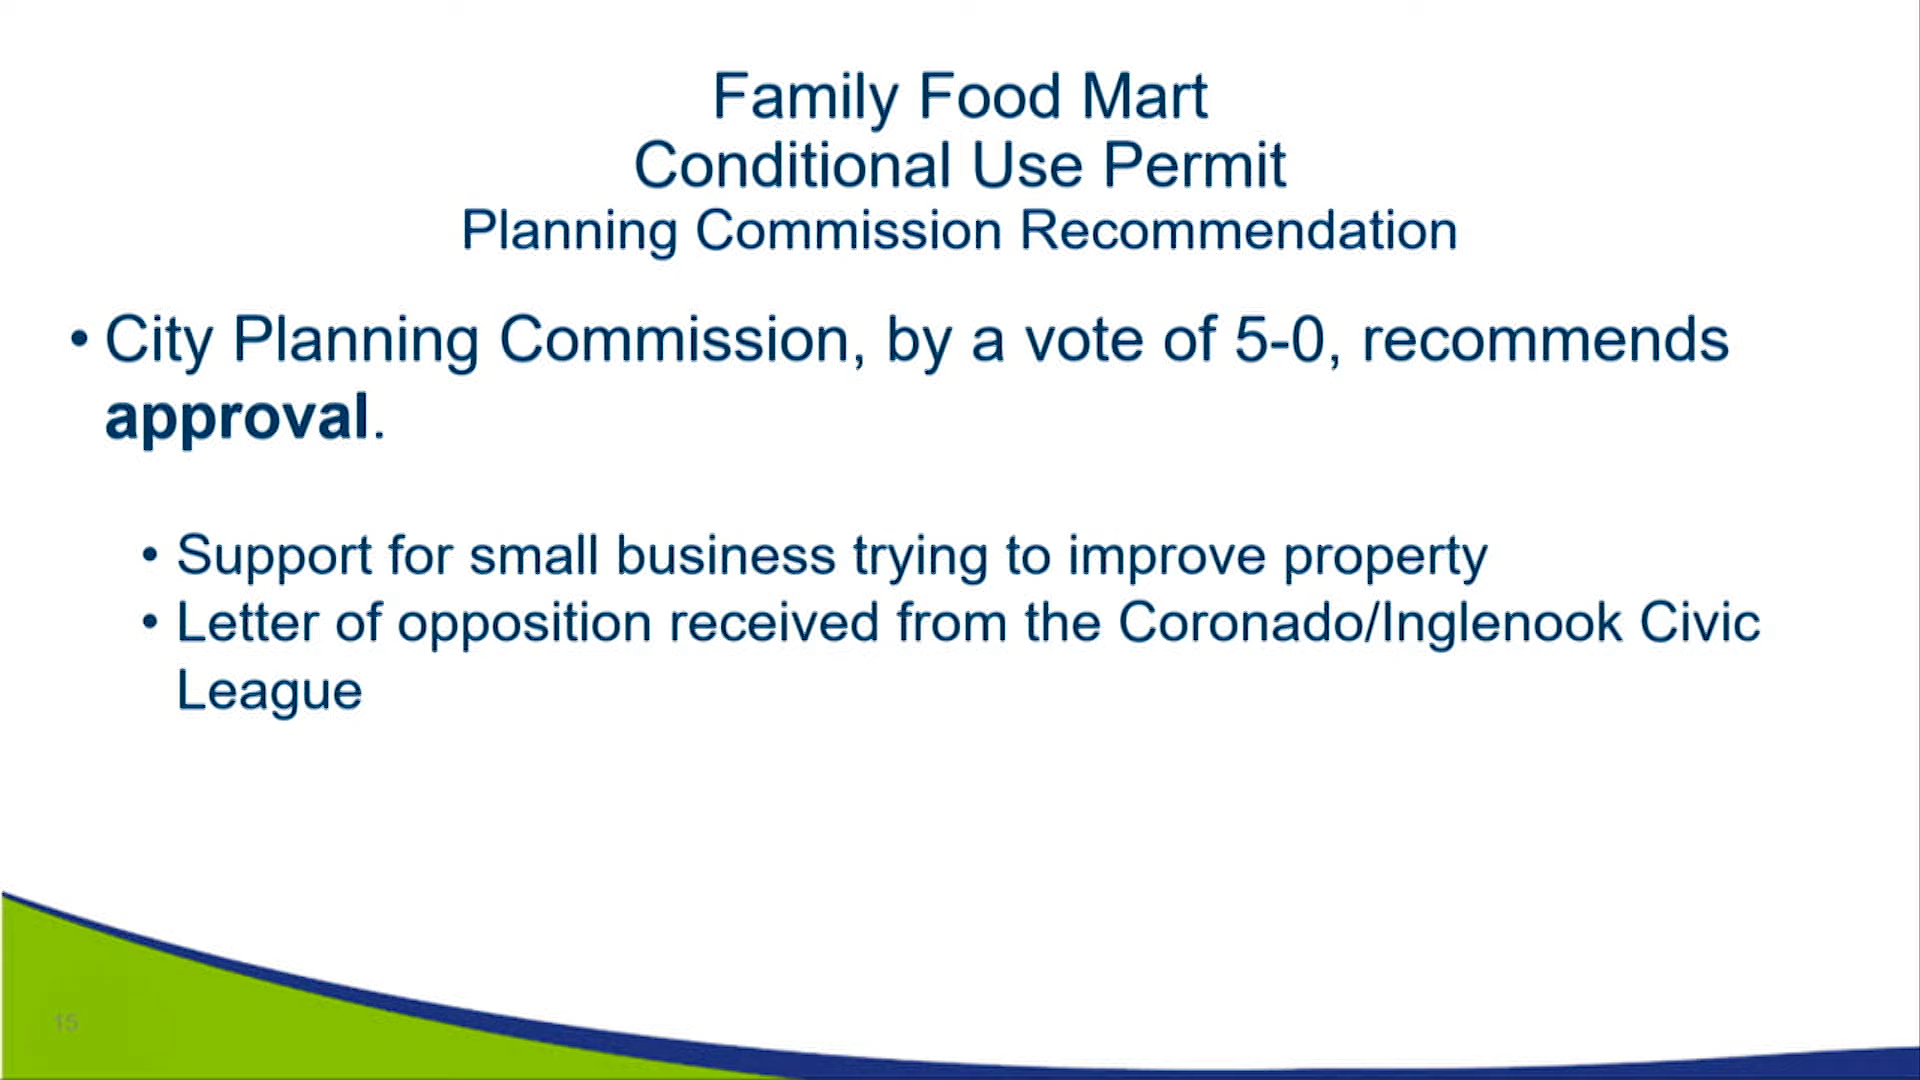 Family Food Mart
Conditional Use Permit
Planning Commission Recommendation
• City Planning Commission, by a vote of 5-0, recommends
approval.
• Support for small business trying to improve property
• Letter of opposition received from the Coronado/Inglenook Civic
League
15